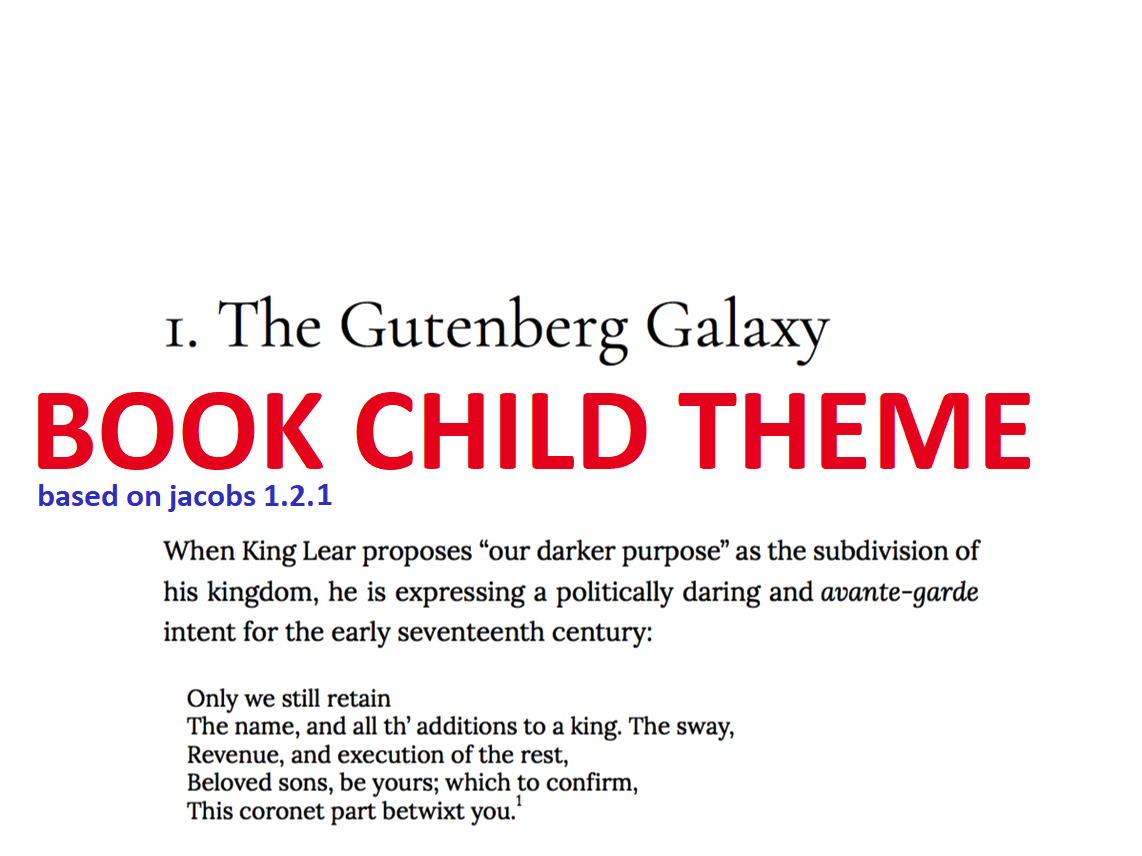 1. The Gutenberg Galaxy
BOOK CHILD THEME
based on jacobs 1.2.1
When King Lear proposes “our darker purpose” as the subdivision of
his kingdom, he is expressing a politically daring and avante-garde
intent for the early seventeenth century:
Only we still retain
The name, and all th’ additions to a king. The sway,
Revenue, and execution of the rest,
Beloved sons, be yours; which to confirm,
This coronet part betwixt you.1